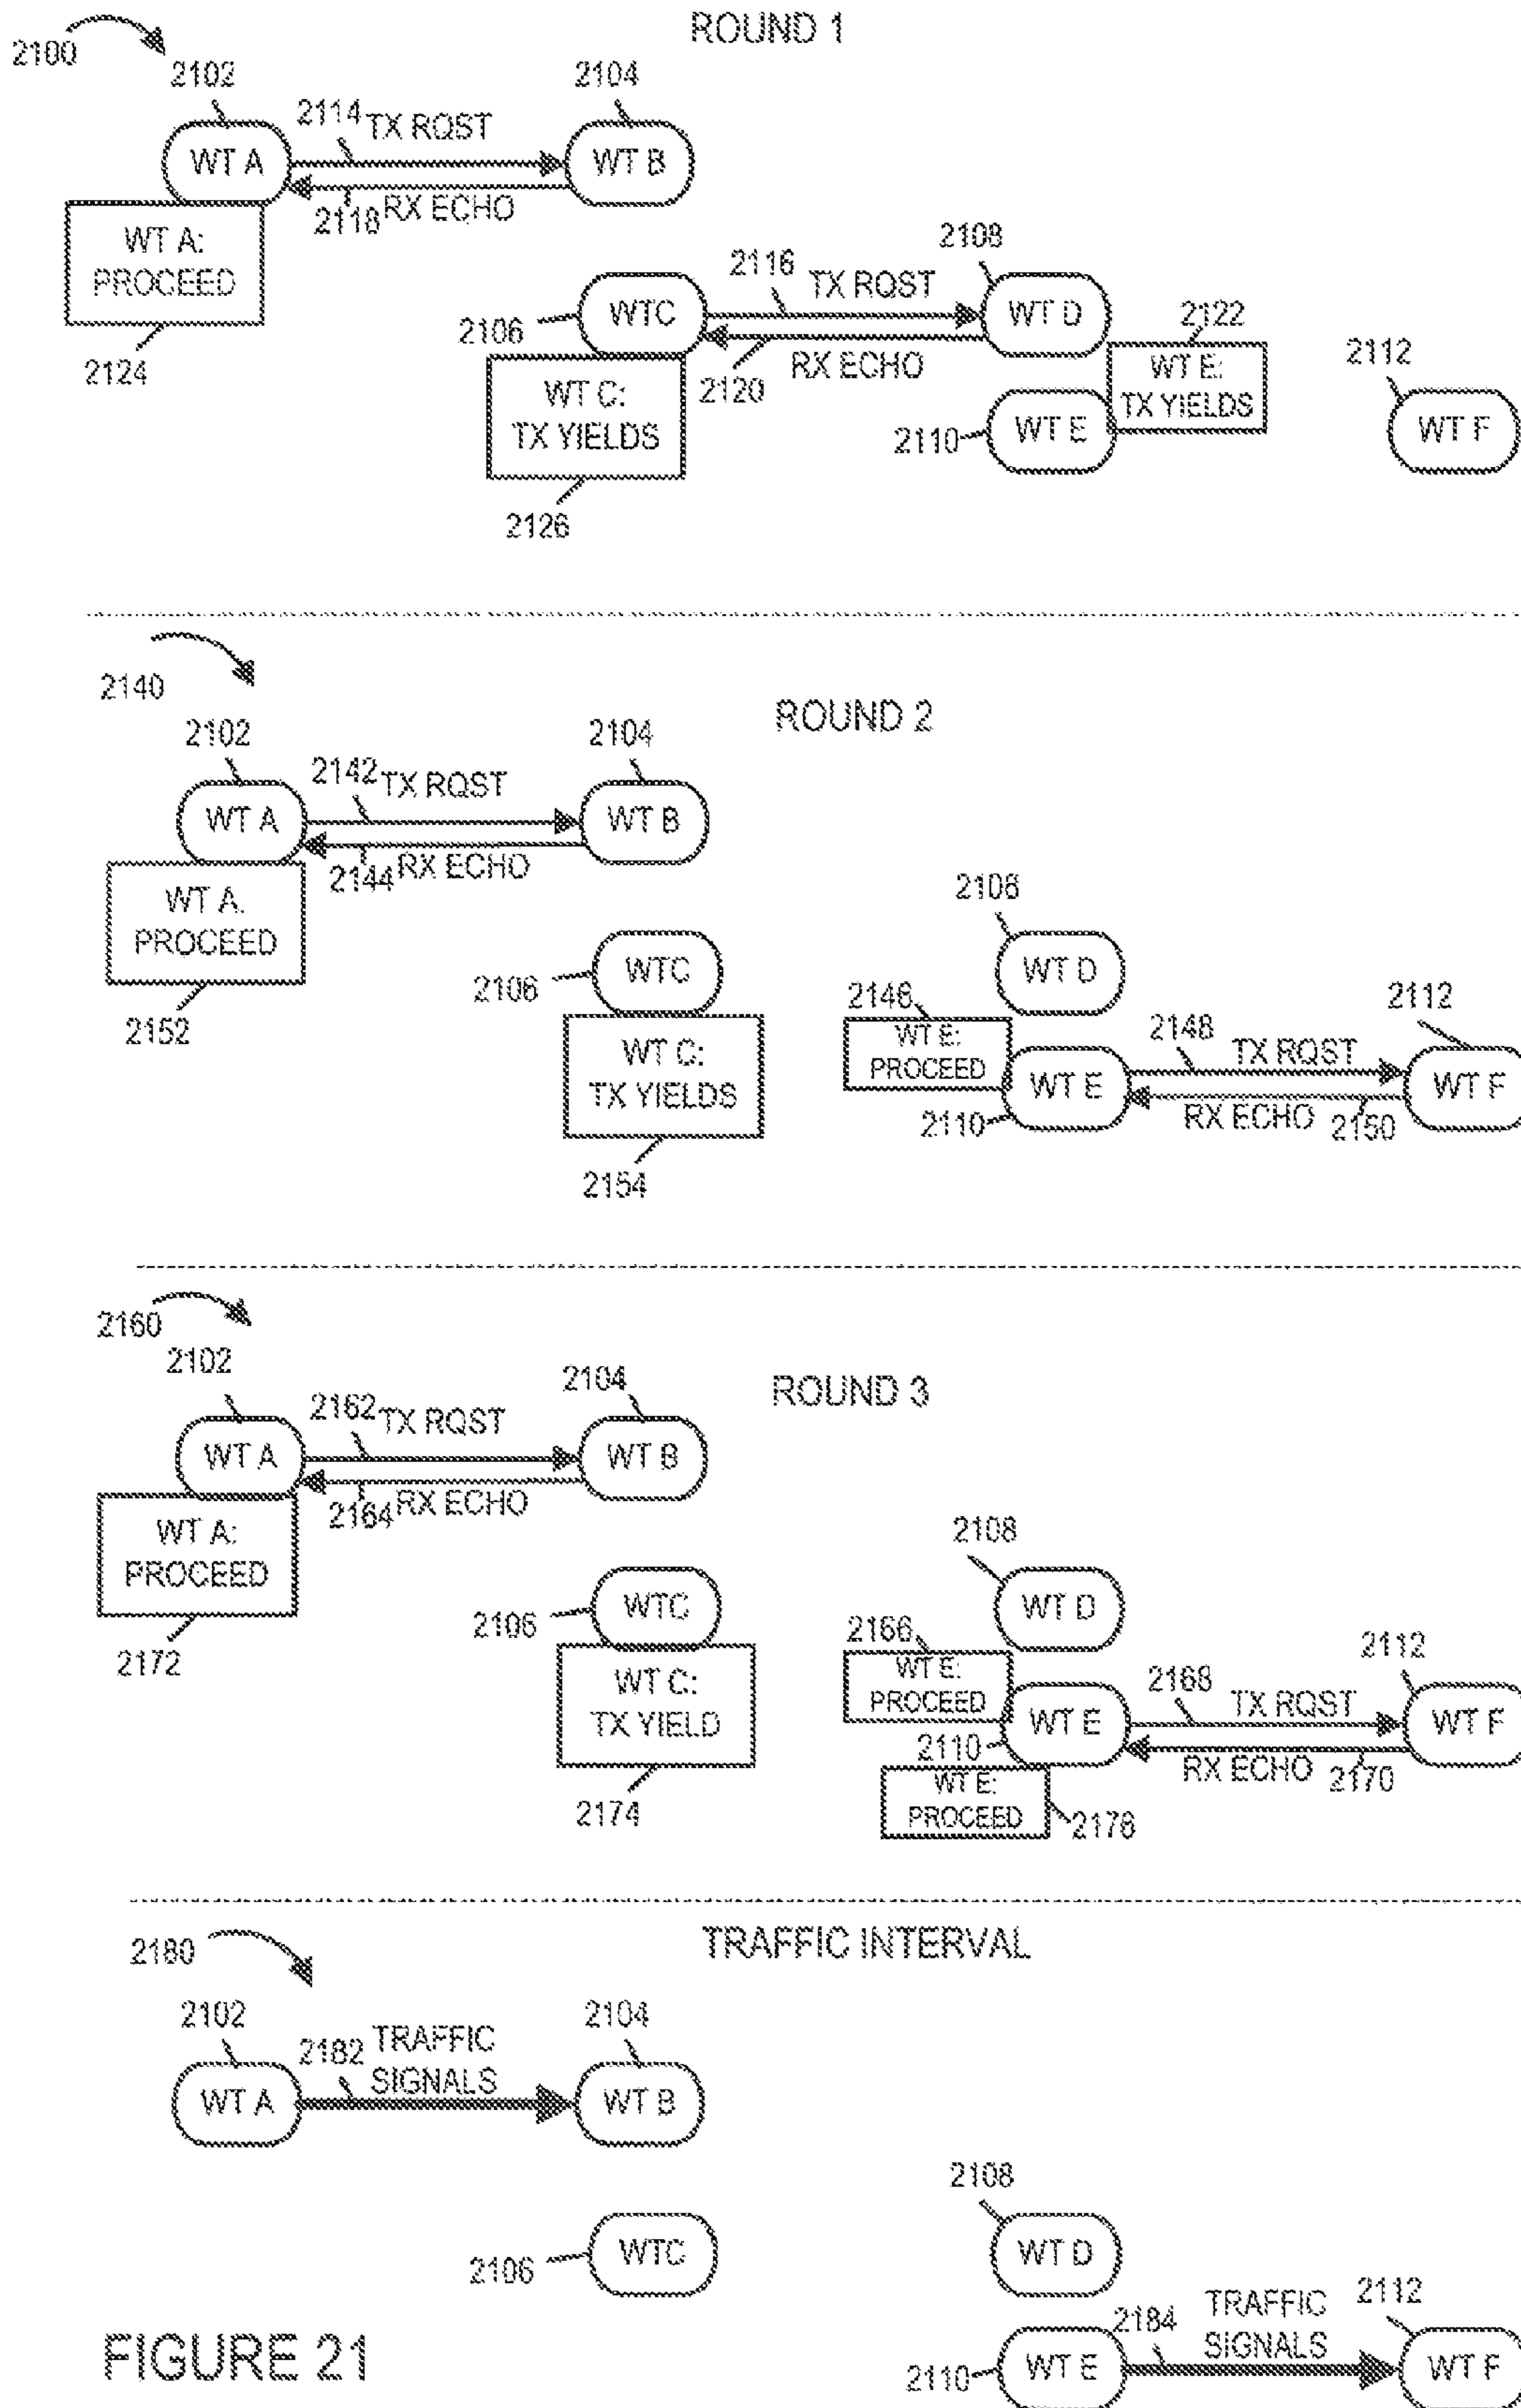 2100
ROUND 1
2102
2104
2114 TX RQST
WT A
WT B
2118 RX ECHO
WT A:
PROCEED
2124
2108
2116 TX RQST
2106
WTC
WT D
2122
2120
RX ECHO
WT E:
TX YIELDS
2112
WT C:
TX YIELDS
2110
WT E
WT F
2126
2140
ROUND 2
2102
2104
2142 TX RQST
WT A
WT B
2144 RX ECHO
WT A.
PROCEED
2152
2108
2106
WTC
WT D
2146
2112
WT E:
PROCEED
2148
TX RQST
WT C:
TX YIELDS
WT E
WT F
2110
RX ECHO
2150
2154
2160
2102
2104
ROUND 3
2162 TX RQST
WT A
WT B
2164 RX ECHO
WT A:
PROCEED
2172
2108
2106
WTC
WT D
2166
2112
WT E:
PROCEED
2168
TX RQST
WT C:
TX YIELD
WT E
WT F
2110
RX ECHO
2170
WT E:
PROCEED
2176
2174
2180
TRAFFIC INTERVAL
2102
2104
2182
TRAFFIC
SIGNALS
WT A
WT B
2108
2106
WTC
WT D
2184
TRAFFIC
SIGNALS
2112
FIGURE 21
2110
WT E
WT F